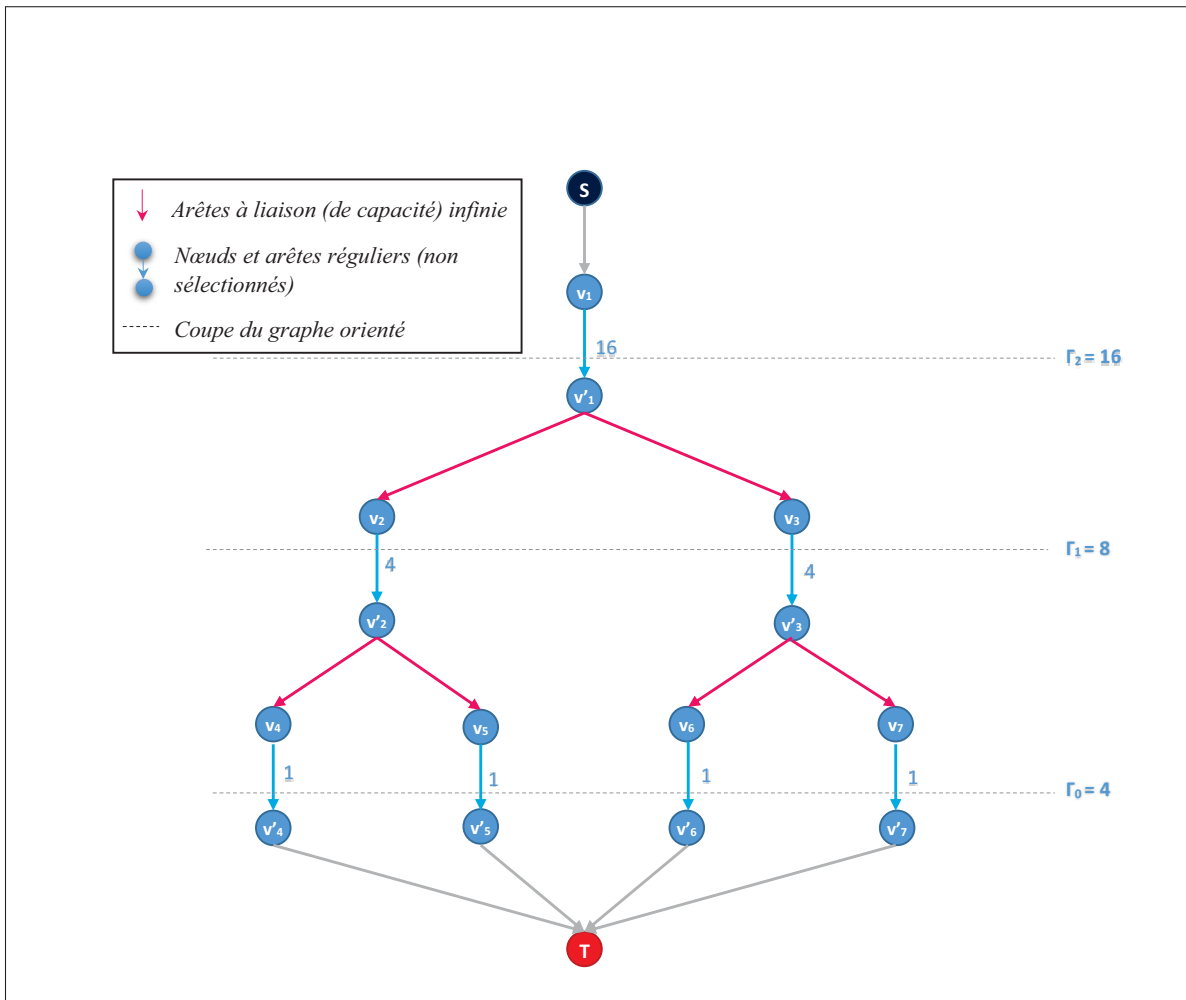 S
Arêtes à liaison (de capacité) infinie
Nœuds et arêtes réguliers (non
sélectionnés)
Coupe du graphe orienté
v₁
16
Γ₂ = 16
v'₁
v₂
v₃
Γ₁ = 8
4
4
v'₂
v'₃
v₄
v₅
v₆
v₇
1
1
1
1
Γ₀ = 4
v'₄
v'₅
v'₆
v'₇
T